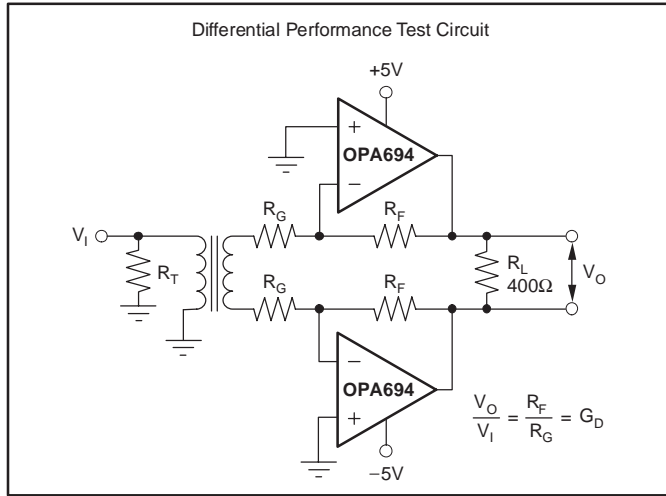 Differential Performance Test Circuit
+5V
+
OPA694
−
R_G
R_F
V_I
R_T
R_L
400Ω
V_O
R_G
R_F
−
OPA694
+
V_O/V_I = R_F/R_G = G_D
−5V